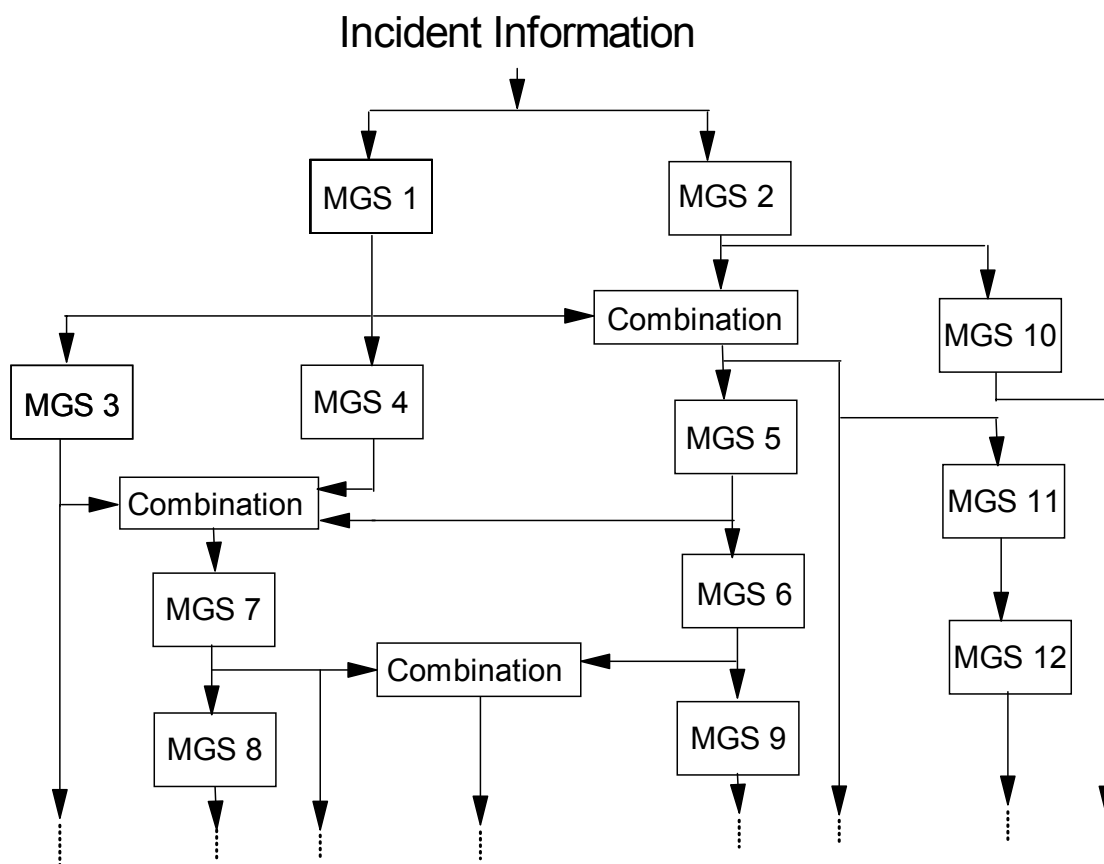 Incident Information
MGS 1
MGS 2
Combination
MGS 10
MGS 3
MGS 4
MGS 5
Combination
MGS 11
MGS 7
MGS 6
Combination
MGS 12
MGS 8
MGS 9